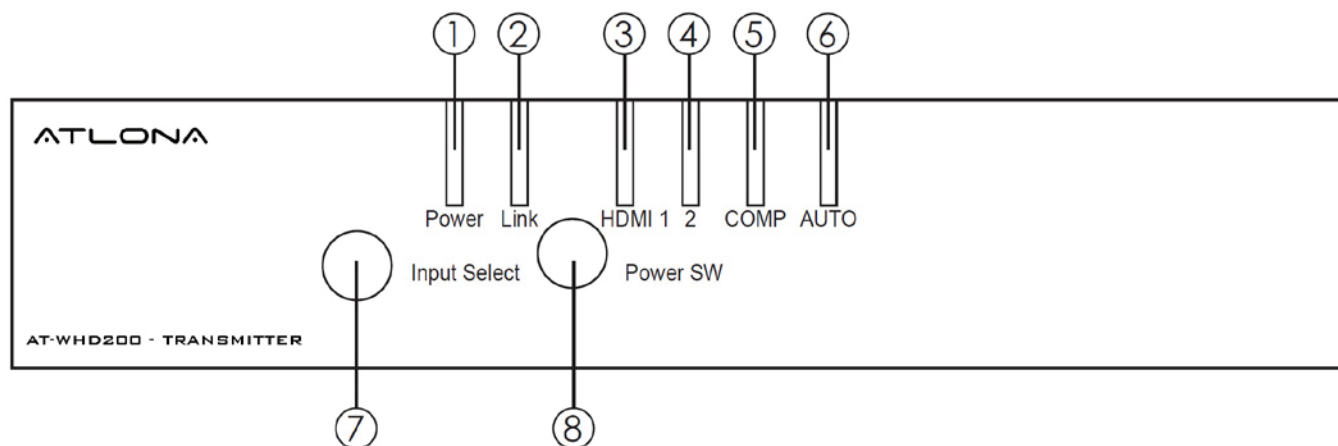 ① ② ③ ④ ⑤ ⑥
ATLONA
Power Link HDMI 1 2 COMP AUTO
Input Select Power SW
AT-WHD200 - TRANSMITTER
⑦ ⑧